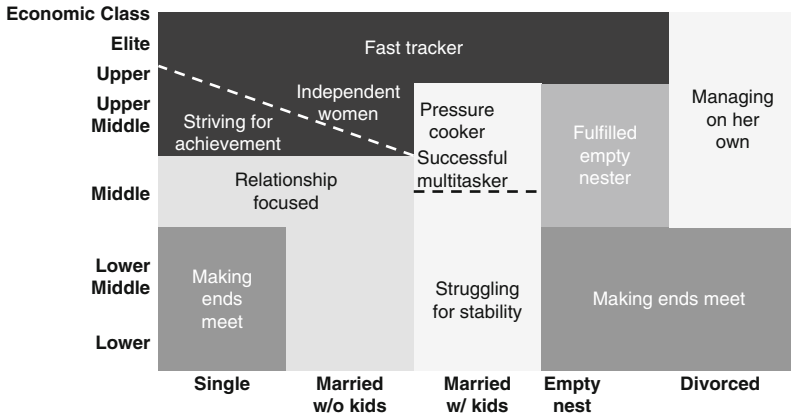 Economic Class
Elite
Upper
Upper
Middle
Middle
Lower
Middle
Lower
Fast tracker
Independent
women
Striving for
achievement
Relationship
focused
Making
ends
meet
Pressure
cooker
Successful
multitasker
Struggling
for stability
Fulfilled
empty
nester
Managing
on her
own
Making ends meet
Single
Married
w/o kids
Married
w/ kids
Empty
nest
Divorced